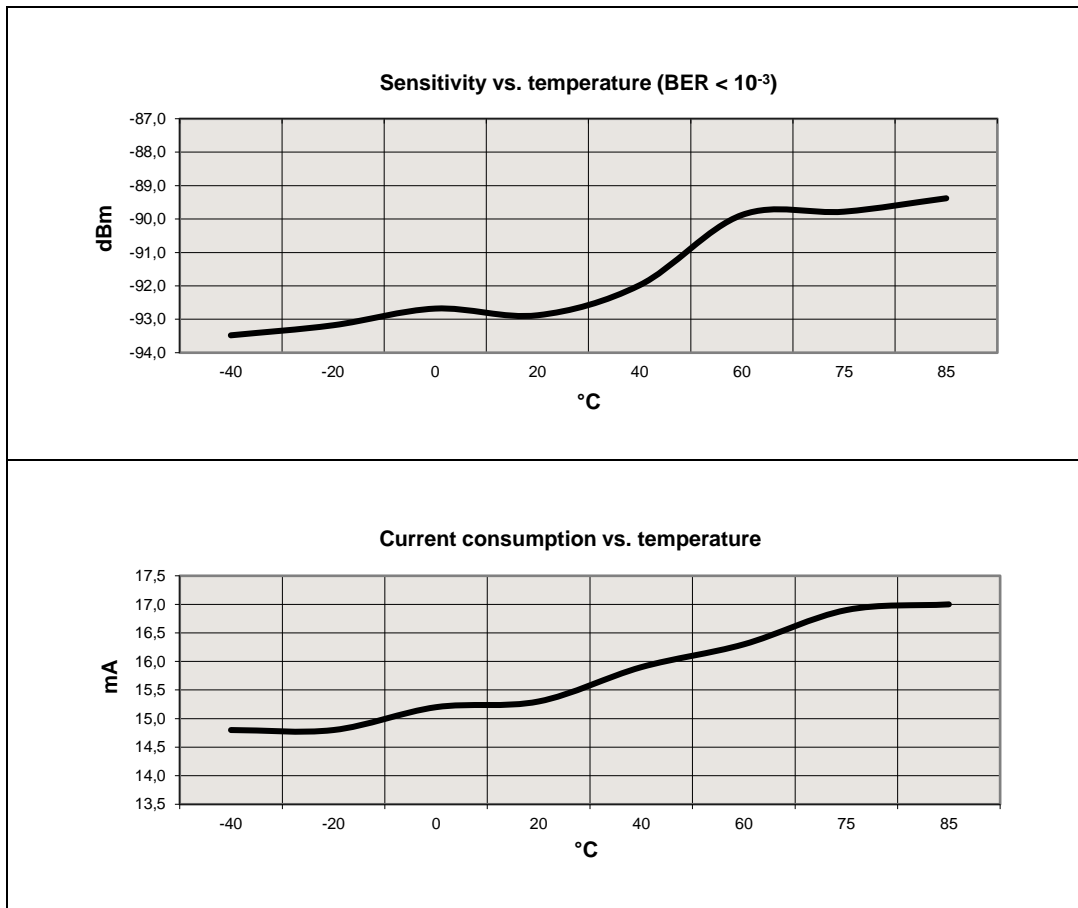 Sensitivity vs. temperature (BER < 10⁻³)
-87,0
-88,0
-89,0
-90,0
-91,0
-92,0
-93,0
-94,0
dBm
-40 -20 0 20 40 60 75 85
°C
Current consumption vs. temperature
17,5
17,0
16,5
16,0
15,5
15,0
14,5
14,0
13,5
mA
-40 -20 0 20 40 60 75 85
°C